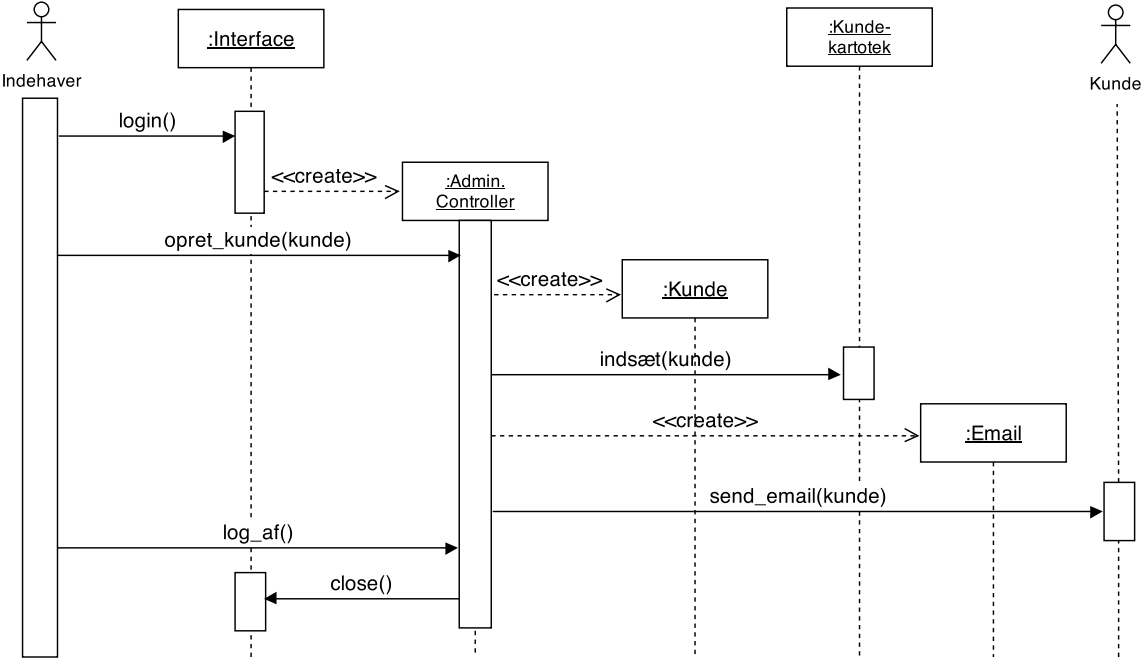 Indehaver
:Interface
:Kunde-
kartotek
Kunde
login()
<<create>>
:Admin.
Controller
opret_kunde(kunde)
<<create>>
:Kunde
indsæt(kunde)
<<create>>
:Email
send_email(kunde)
log_af()
close()